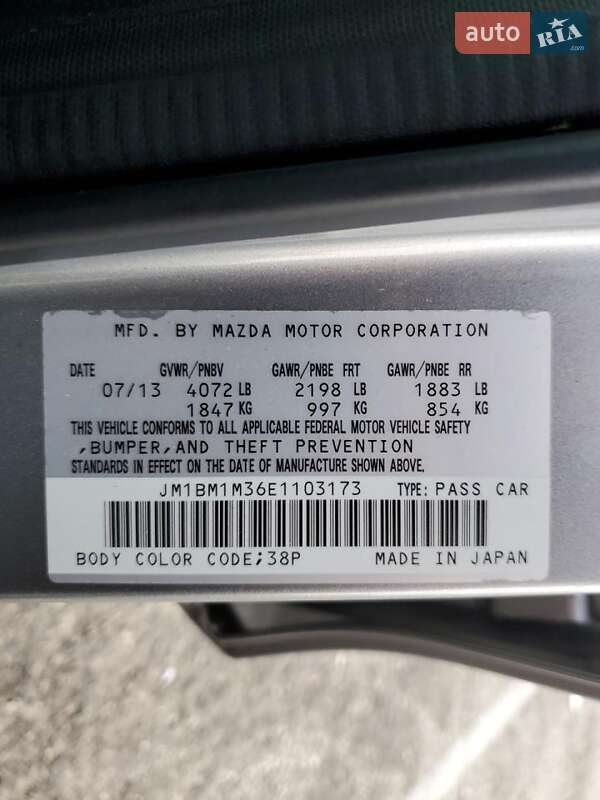 auto RIA.com
MFD. BY MAZDA MOTOR CORPORATION
DATE GVWR/PNBV GAWR/PNBE FRT GAWR/PNBE RR
07/13 4072 LB 2198 LB 1883 LB
1847 KG 997 KG 854 KG
THIS VEHICLE CONFORMS TO ALL APPLICABLE FEDERAL MOTOR VEHICLE SAFETY
,BUMPER,AND THEFT PREVENTION
STANDARDS IN EFFECT ON THE DATE OF MANUFACTURE SHOWN ABOVE.
JM1BM1M36E1103173 TYPE: PASS CAR
BODY COLOR CODE;38P MADE IN JAPAN